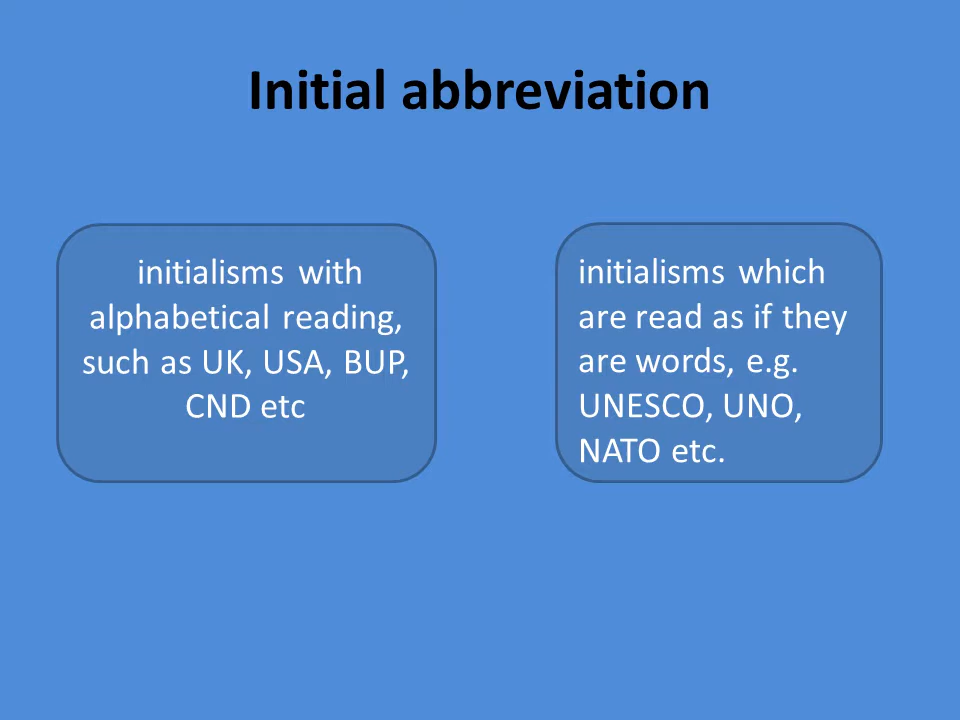 Initial abbreviation
initialisms with
alphabetical reading,
such as UK, USA, BUP,
CND etc
initialisms which
are read as if they
are words, e.g.
UNESCO, UNO,
NATO etc.